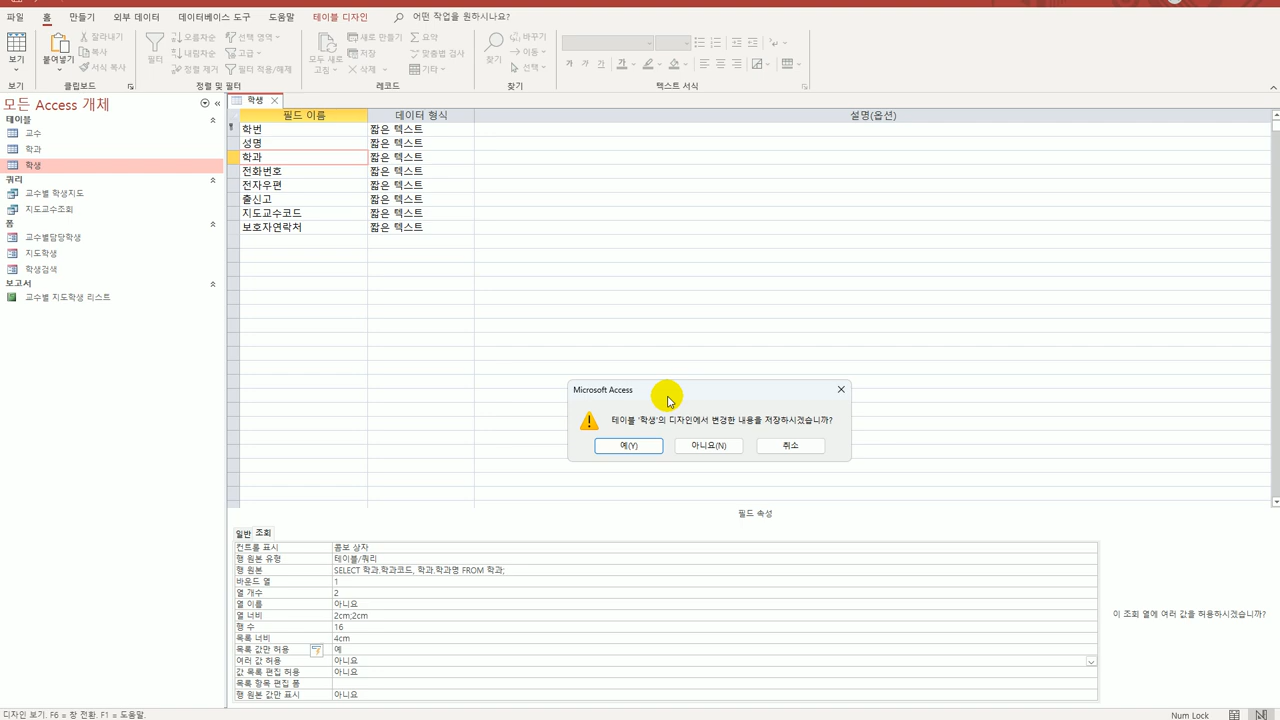 파일 홈 만들기 외부 데이터 데이터베이스 도구 도움말 테이블 디자인 어떤 작업을 원하시나요?
잘라내기 오름차순 선택 영역 새로 만들기 요약 바꾸기
복사 내림차순 고급 저장 맞춤법 검사 이동
보기 붙여넣기 서식 복사 필터 정렬 제거 필터 적용/해제 모두 새로 고침 삭제 기타 찾기 선택
보기 클립보드 정렬 및 필터 레코드 찾기 텍스트 서식
모든 Access 개체
테이블
교수
학과
학생
쿼리
교수별 학생지도
지도교수조회
폼
교수별담당학생
지도학생
학생검색
보고서
교수별 지도학생 리스트
학생
필드 이름 데이터 형식 설명(옵션)
학번 짧은 텍스트
성명 짧은 텍스트
학과 짧은 텍스트
전화번호 짧은 텍스트
전자우편 짧은 텍스트
출신고 짧은 텍스트
지도교수코드 짧은 텍스트
보호자연락처 짧은 텍스트
Microsoft Access
테이블 '학생'의 디자인에서 변경한 내용을 저장하시겠습니까?
예(Y) 아니요(N) 취소
필드 속성
일반 조회
컨트롤 표시 콤보 상자
행 원본 유형 테이블/쿼리
행 원본 SELECT 학과.학과코드, 학과.학과명 FROM 학과;
바운드 열 1
열 개수 2
열 이름 아니요
열 너비 2cm;2cm
행 수 16
목록 너비 4cm
목록 값만 허용 예
여러 값 허용 아니요
값 목록 편집 허용 아니요
목록 항목 편집 폼
행 원본 값만 표시 아니요
이 조회 열에 여러 값을 허용하시겠습니까?
디자인 보기. F6 = 창 전환. F1 = 도움말.
Num Lock